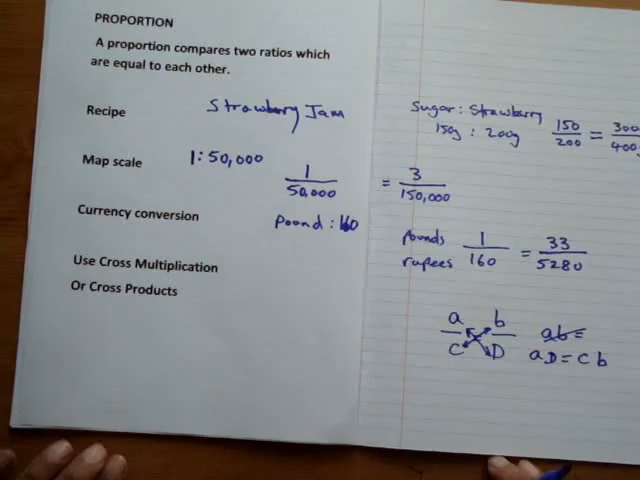 PROPORTION
A proportion compares two ratios which
are equal to each other.
Recipe Strawberry Jam
Sugar : Strawberry
150g : 200g 150/200 = 300/400g
Map scale 1:50,000 1/50,000 = 3/150,000
Currency conversion Pound : 160
pounds rupees 1/160 = 33/5280
Use Cross Multiplication
Or Cross Products
a/c b/D ab=
aD = cb